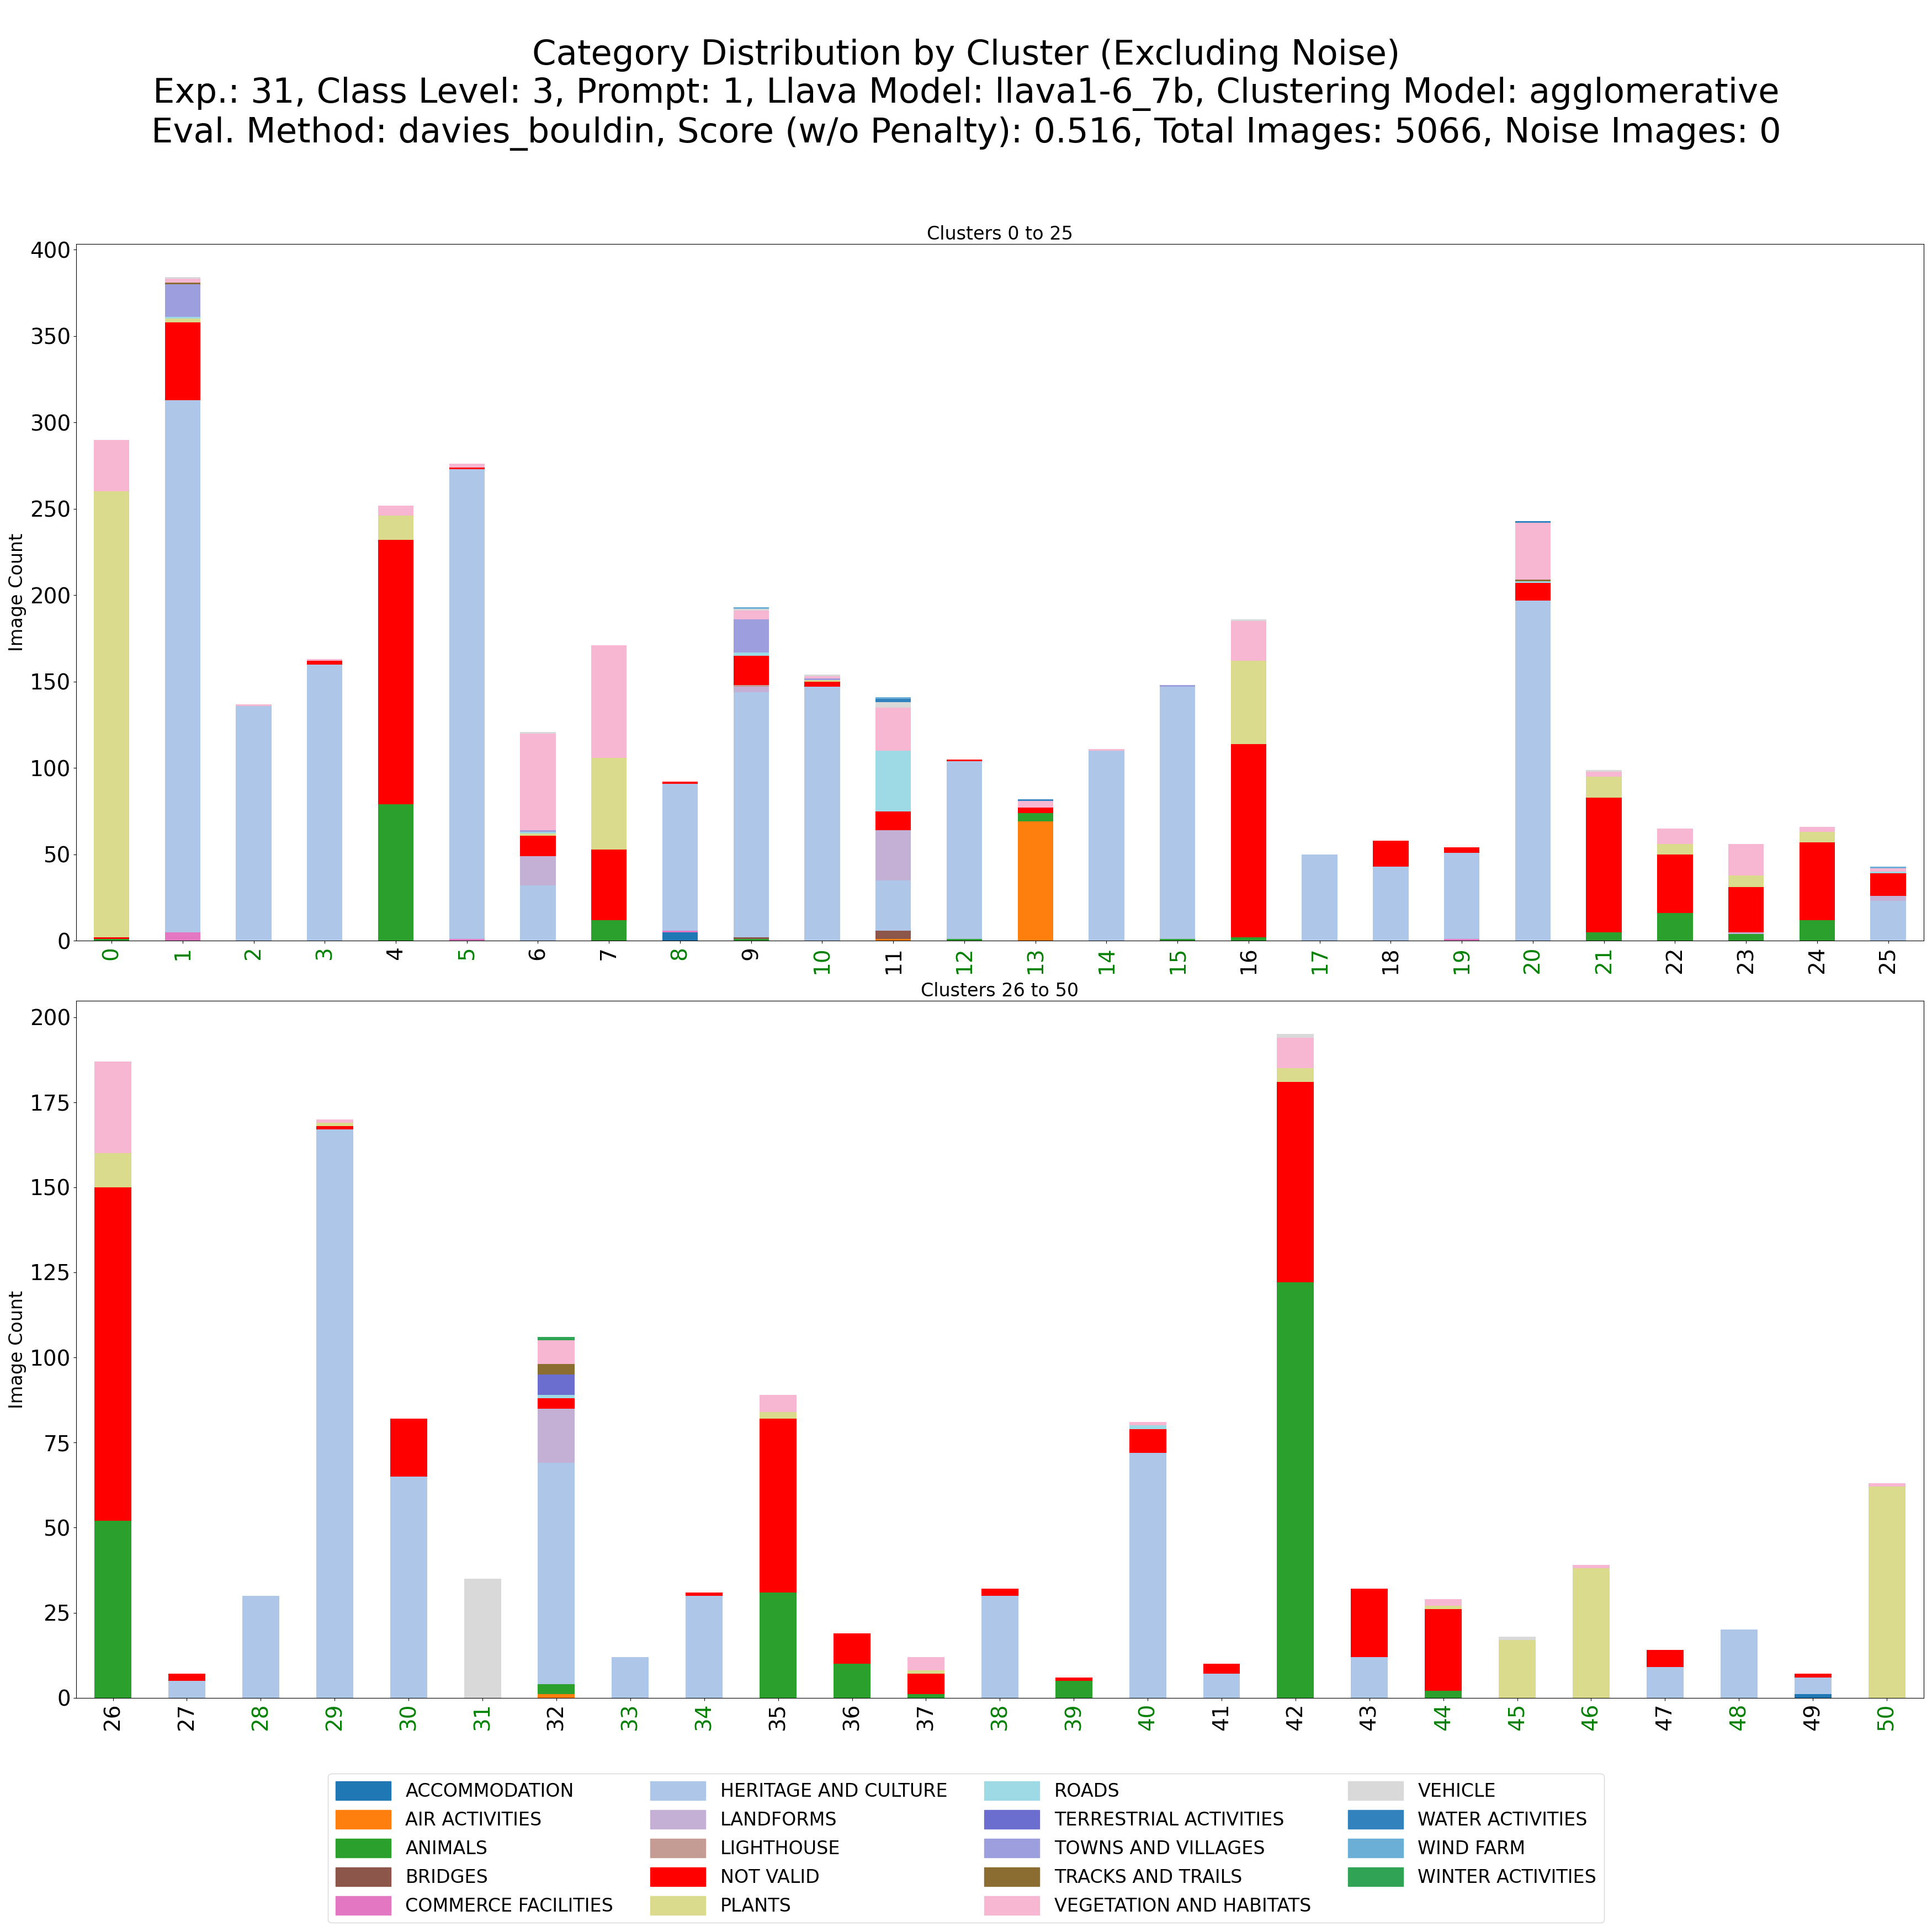 Category Distribution by Cluster (Excluding Noise)
Exp.: 31, Class Level: 3, Prompt: 1, Llava Model: llava1-6_7b, Clustering Model: agglomerative
Eval. Method: davies_bouldin, Score (w/o Penalty): 0.516, Total Images: 5066, Noise Images: 0
Clusters 0 to 25
Image Count
400
350
300
250
200
150
100
50
0
0 1 2 3 4 5 6 7 8 9 10 11 12 13 14 15 16 17 18 19 20 21 22 23 24 25
Clusters 26 to 50
Image Count
200
175
150
125
100
75
50
25
0
26 27 28 29 30 31 32 33 34 35 36 37 38 39 40 41 42 43 44 45 46 47 48 49 50
ACCOMMODATION
AIR ACTIVITIES
ANIMALS
BRIDGES
COMMERCE FACILITIES
HERITAGE AND CULTURE
LANDFORMS
LIGHTHOUSE
NOT VALID
PLANTS
ROADS
TERRESTRIAL ACTIVITIES
TOWNS AND VILLAGES
TRACKS AND TRAILS
VEGETATION AND HABITATS
VEHICLE
WATER ACTIVITIES
WIND FARM
WINTER ACTIVITIES